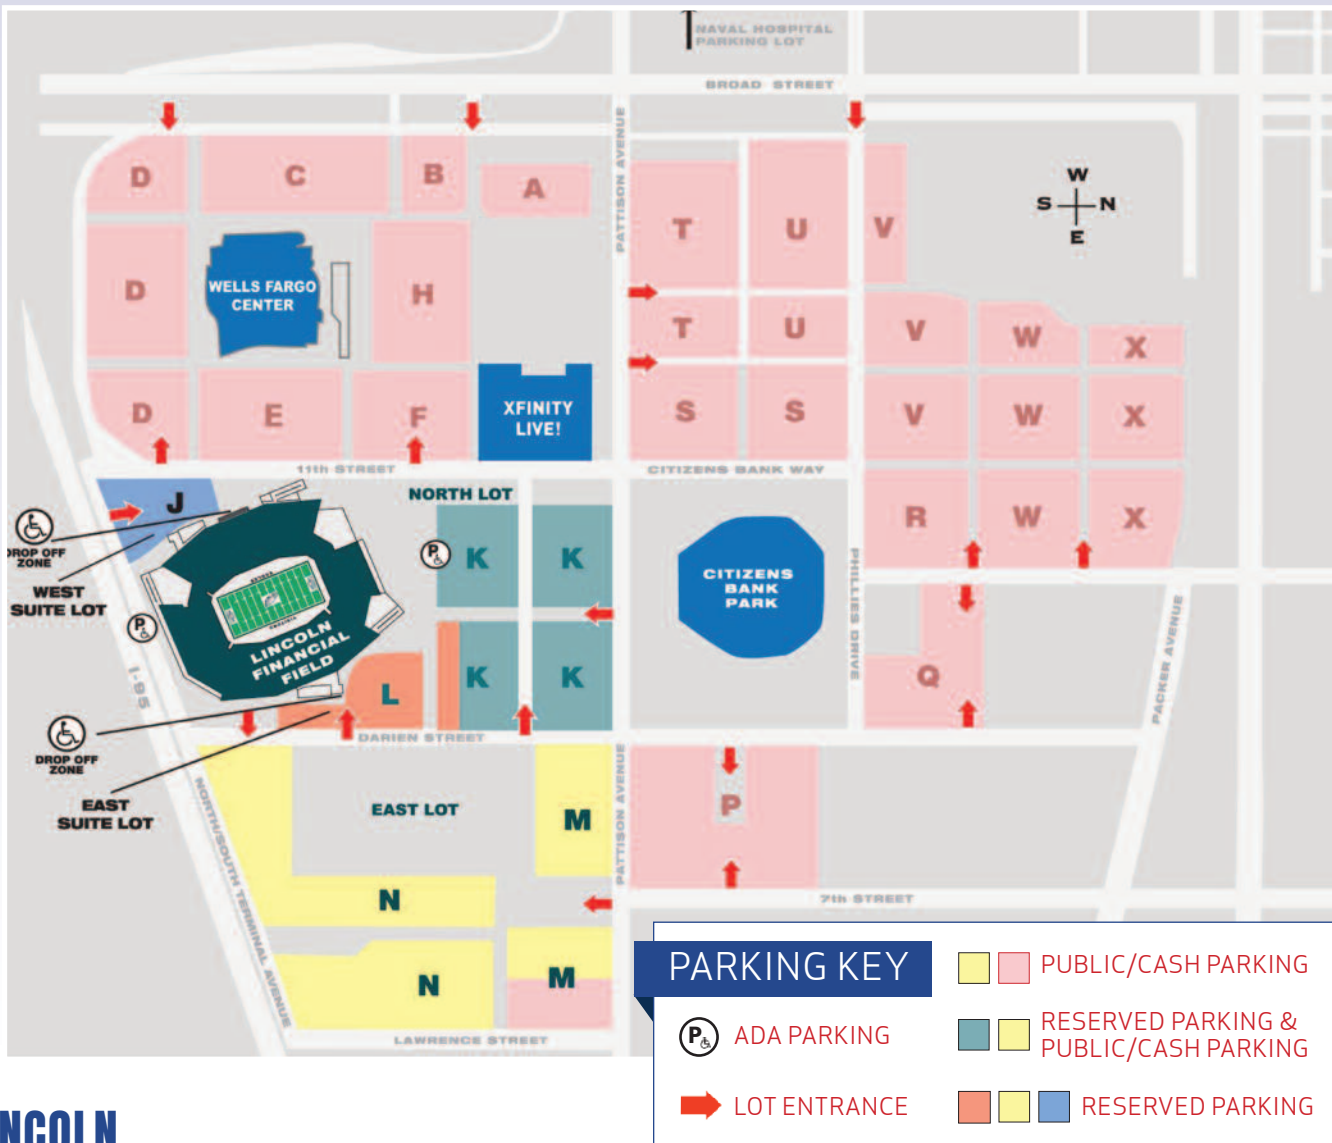 NAVAL HOSPITAL
PARKING LOT
BROAD STREET
PATTISON AVENUE
D
C
B
A
T
U
V
W
S
N
E
D
WELLS FARGO
CENTER
H
T
U
V
W
X
D
E
F
XFINITY
LIVE!
S
S
V
W
X
11th STREET
CITIZENS BANK WAY
J
NORTH LOT
K
K
P
R
W
X
DROP OFF
ZONE
WEST
SUITE LOT
P
CITIZENS
BANK
PARK
PHILLIES DRIVE
LINCOLN
FINANCIAL
FIELD
I-95
L
K
K
Q
PACKER AVENUE
DARIEN STREET
DROP OFF
ZONE
EAST
SUITE LOT
NORTH/SOUTH TERMINAL AVENUE
EAST LOT
M
PATTISON AVENUE
P
N
7th STREET
N
M
LAWRENCE STREET
PARKING KEY
PUBLIC/CASH PARKING
P
ADA PARKING
RESERVED PARKING &
PUBLIC/CASH PARKING
LOT ENTRANCE
RESERVED PARKING
NCOLN